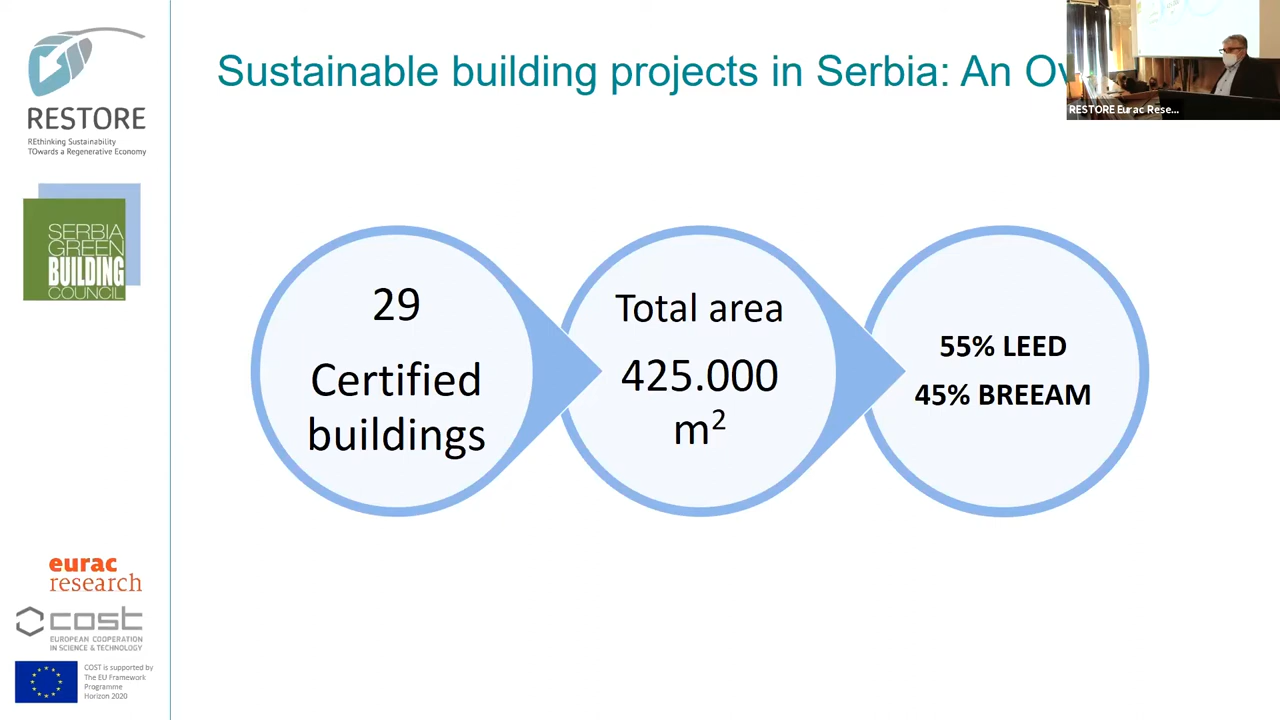 RESTORE
REthinking Sustainability
TOwards a Regenerative Economy
SERBIA
GREEN
BUILDING
COUNCIL
eurac
research
cost
EUROPEAN COOPERATION
IN SCIENCE & TECHNOLOGY
COST is supported by
The EU Framework
Programme
Horizon 2020
Sustainable building projects in Serbia: An Ov
RESTORE Eurac Rese...
29
Certified
buildings
Total area
425.000
m²
55% LEED
45% BREEAM